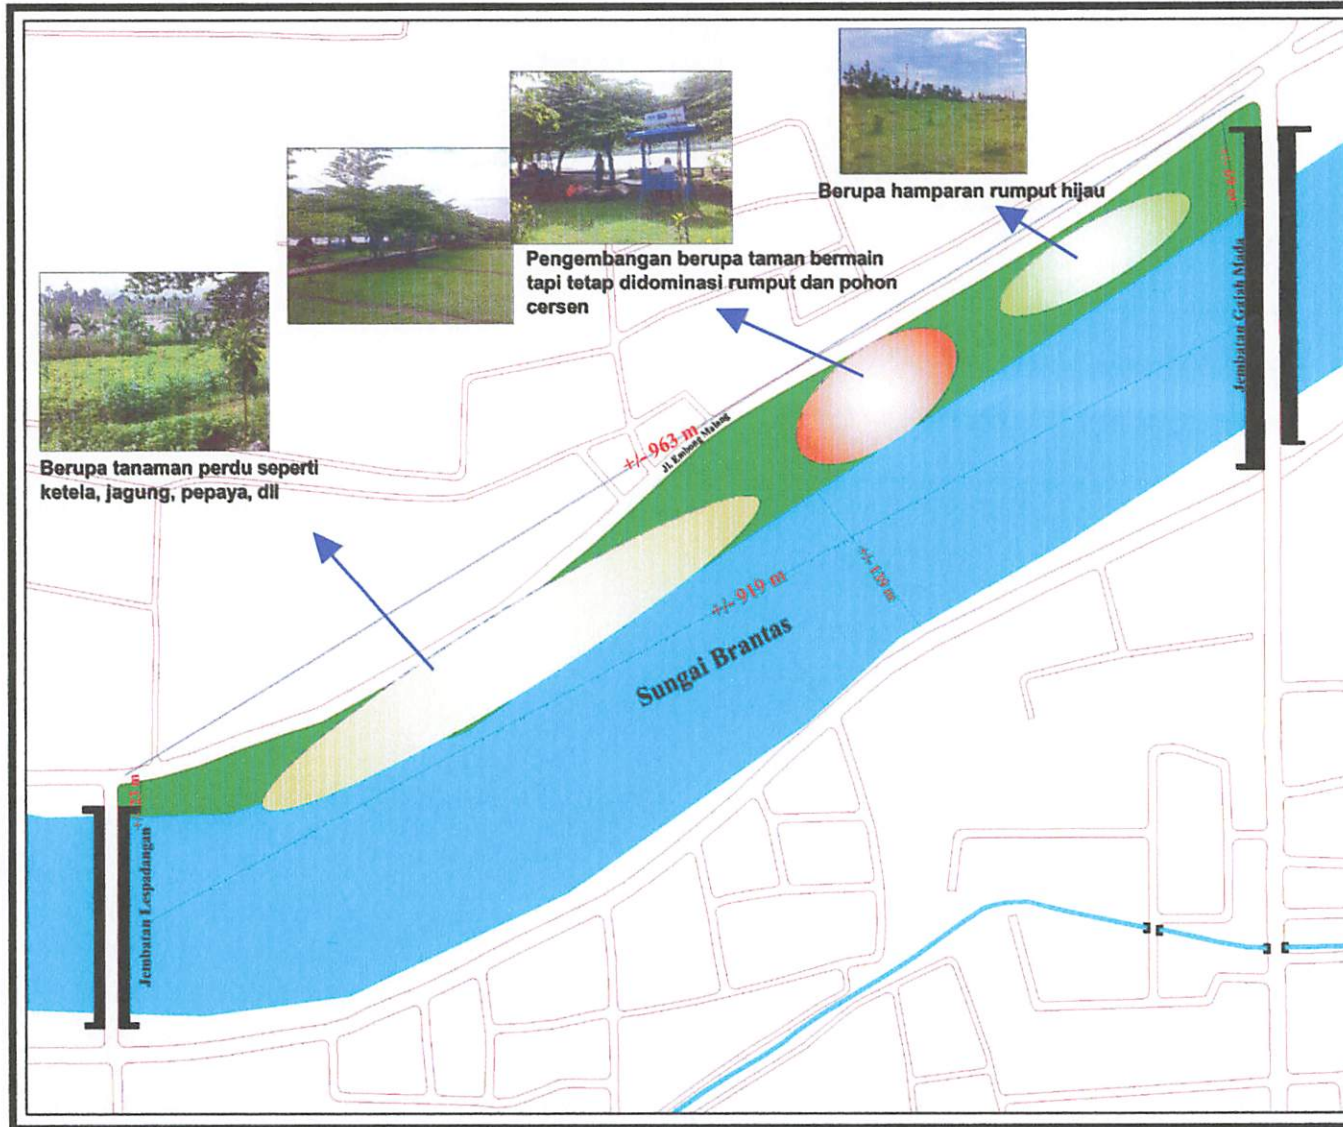 Berupa hamparan rumput hijau
Pengembangan berupa taman bermain
tapi tetap didominasi rumput dan pohon
cersen
Berupa tanaman perdu seperti
ketela, jagung, pepaya, dll
+/- 963 m
Jl. Embong Malang
Jembatan Gajah Mada
+/- 919 m
+/- 129 m
Sungai Brantas
Jembatan Lespadangan